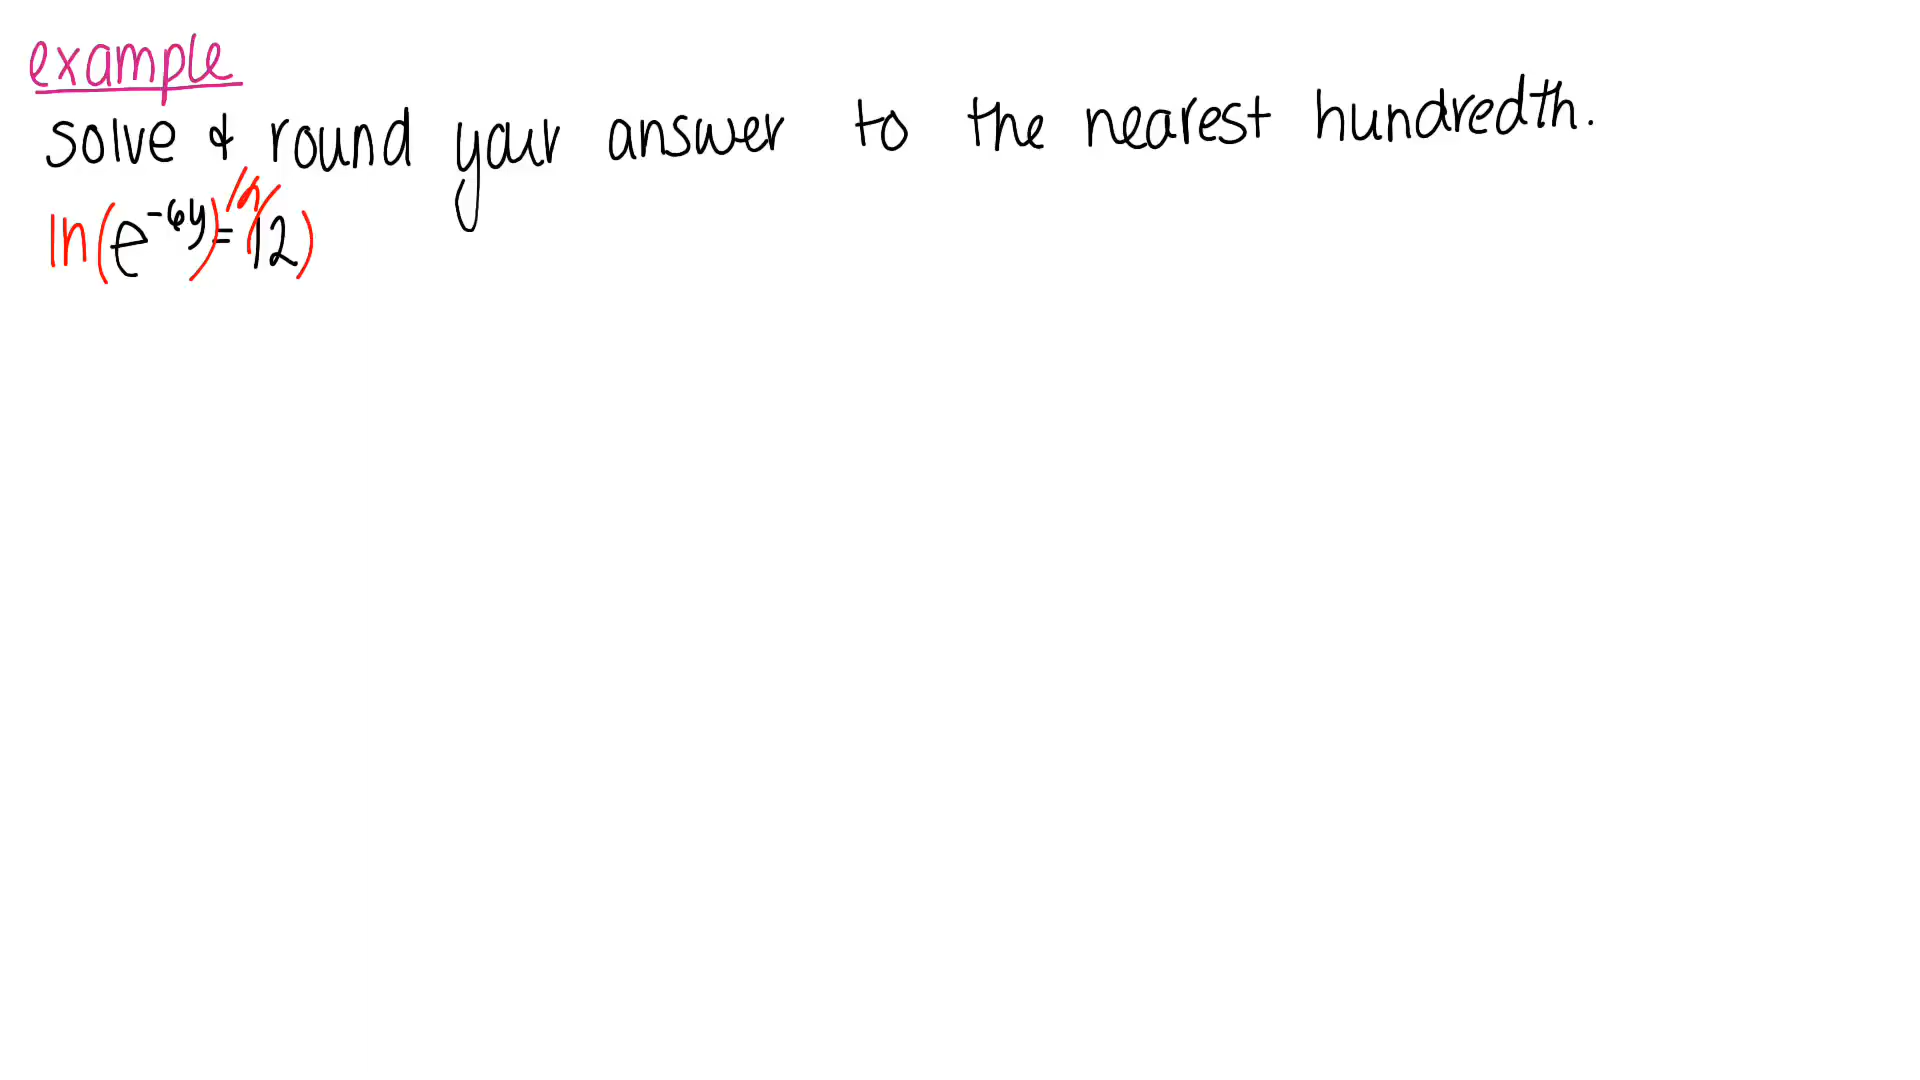 example
solve & round your answer to the nearest hundredth.
ln(e^{-6y}) = ln(12)